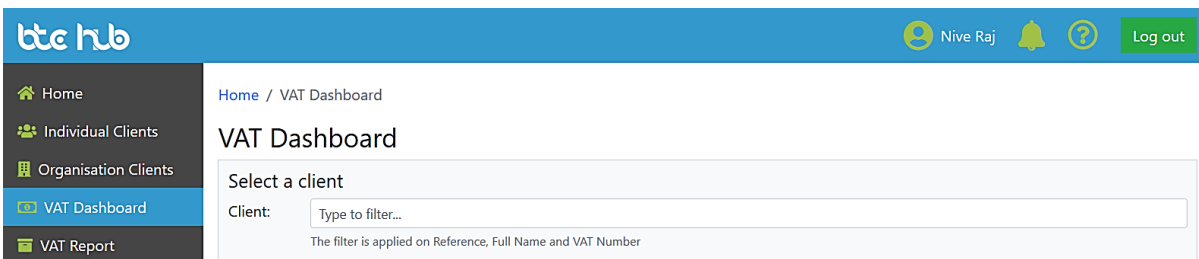 btc hub
Nive Raj
Log out
Home
Individual Clients
Organisation Clients
VAT Dashboard
VAT Report
Home / VAT Dashboard
VAT Dashboard
Select a client
Client:
Type to filter...
The filter is applied on Reference, Full Name and VAT Number